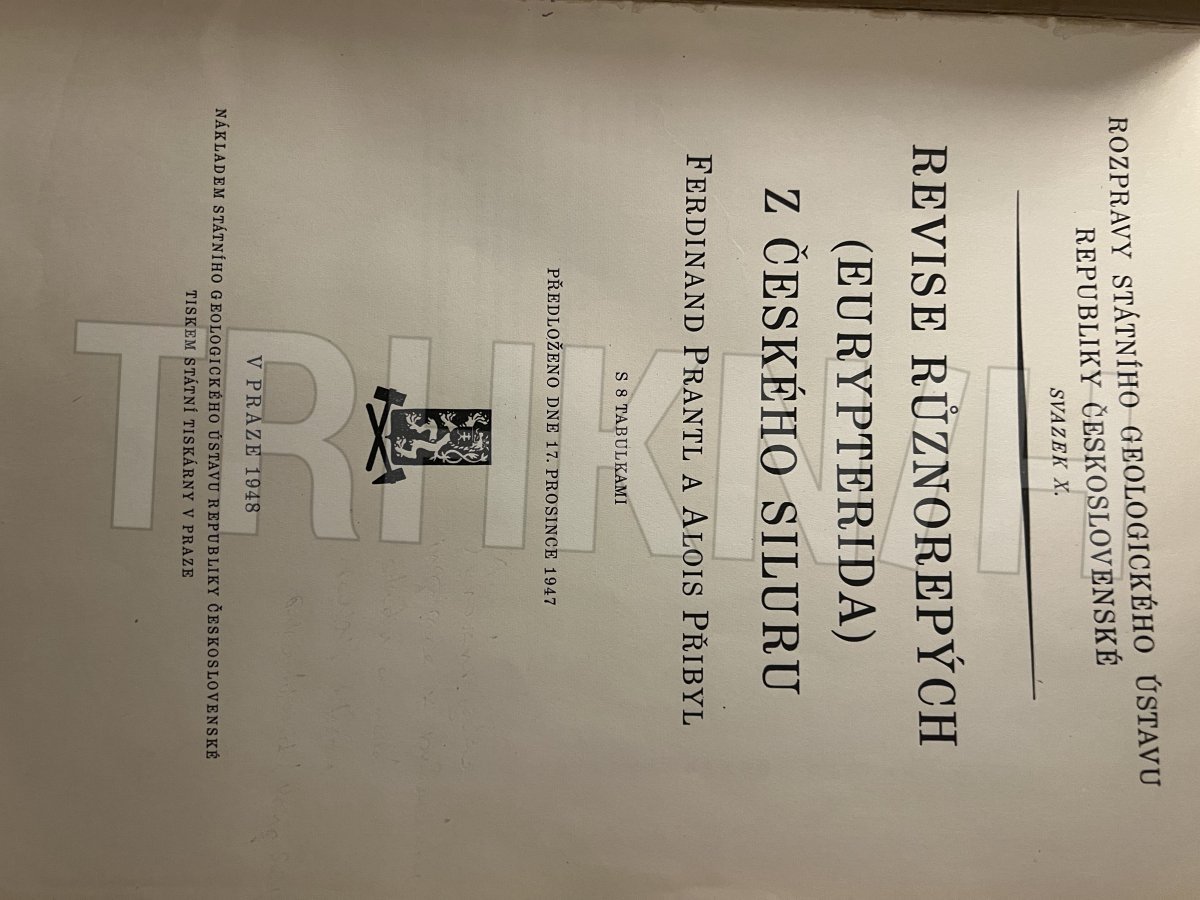 ROZPRAVY STÁTNÍHO GEOLOGICKÉHO ÚSTAVU
REPUBLIKY ČESKOSLOVENSKÉ
SVAZEK X.
REVISE RŮZNOREPÝCH
(EURYPTERIDA)
Z ČESKÉHO SILURU
FERDINAND PRANTL A ALOIS PŘIBYL
S 8 TABULKAMI
PŘEDLOŽENO DNE 17. PROSINCE 1947
V PRAZE 1948
NÁKLADEM STÁTNÍHO GEOLOGICKÉHO ÚSTAVU REPUBLIKY ČESKOSLOVENSKÉ
TISKEM STÁTNÍ TISKÁRNY V PRAZE